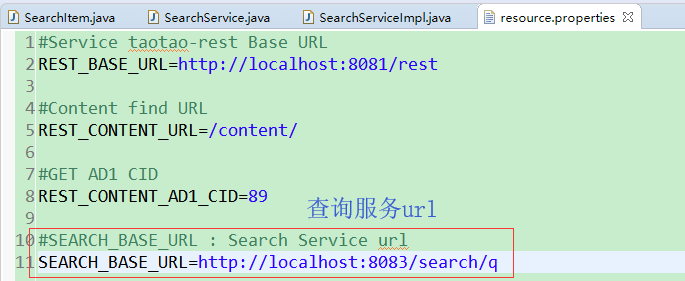 SearchItem.java SearchService.java SearchServiceImpl.java resource.properties
1 #Service taotao-rest Base URL
2 REST_BASE_URL=http://localhost:8081/rest
3
4 #Content find URL
5 REST_CONTENT_URL=/content/
6
7 #GET AD1 CID
8 REST_CONTENT_AD1_CID=89
9 查询服务url
10 #SEARCH_BASE_URL : Search Service url
11 SEARCH_BASE_URL=http://localhost:8083/search/q